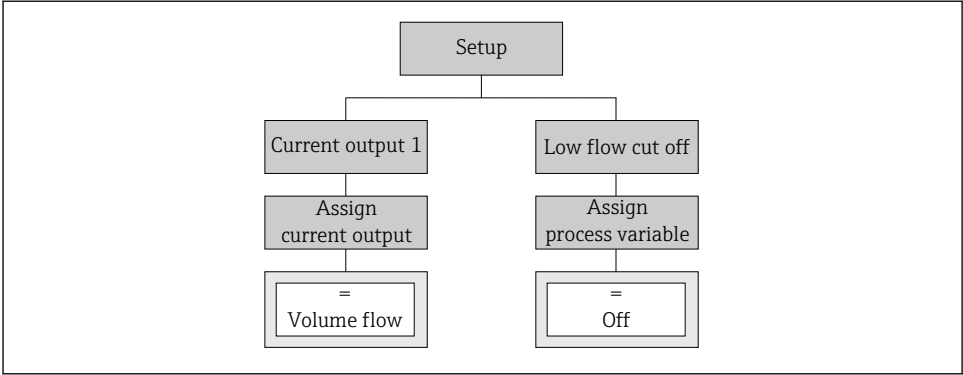 Setup
Current output 1
Low flow cut off
Assign
current output
Assign
process variable
=
Volume flow
=
Off